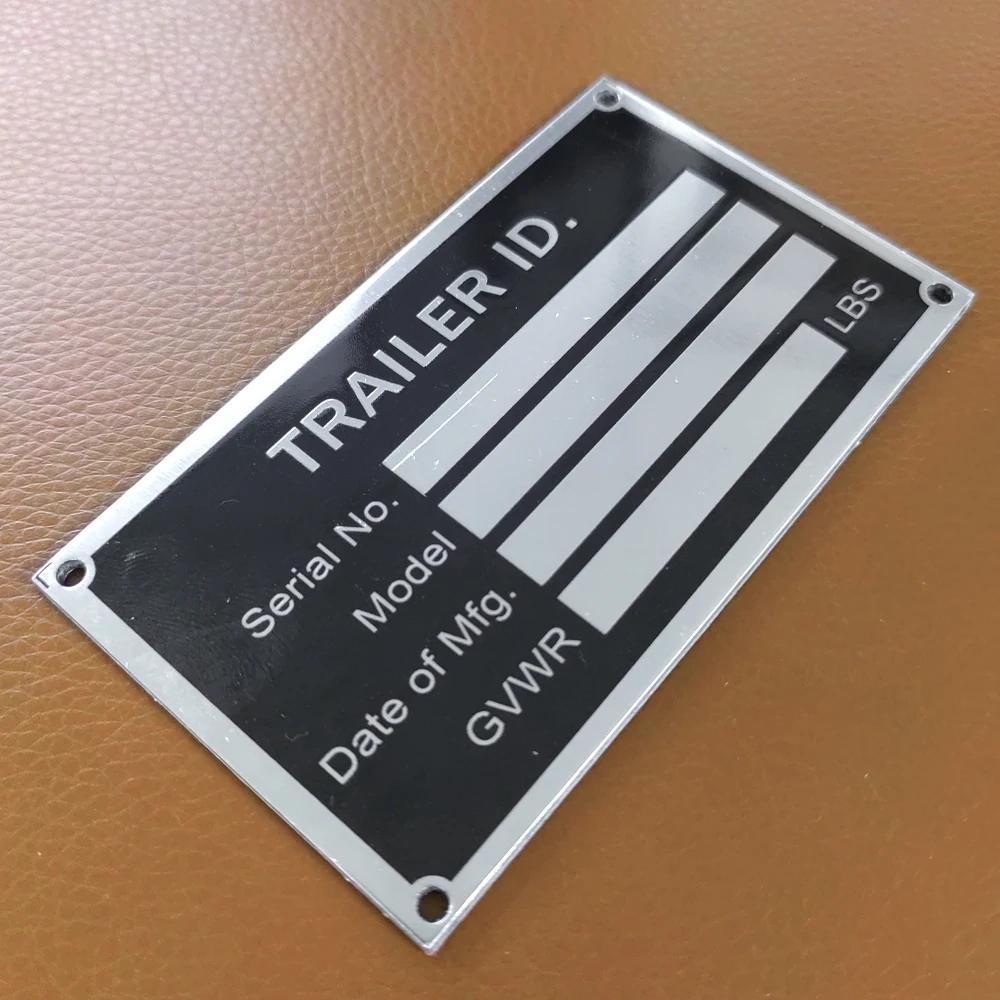 TRAILER ID.
Serial No.
Model
Date of Mfg.
GVWR LBS